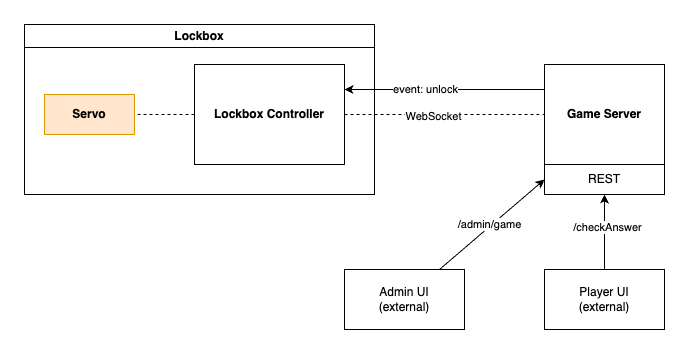 Lockbox
Servo
Lockbox Controller
event: unlock
WebSocket
Game Server
REST
/admin/game
/checkAnswer
Admin UI
(external)
Player UI
(external)